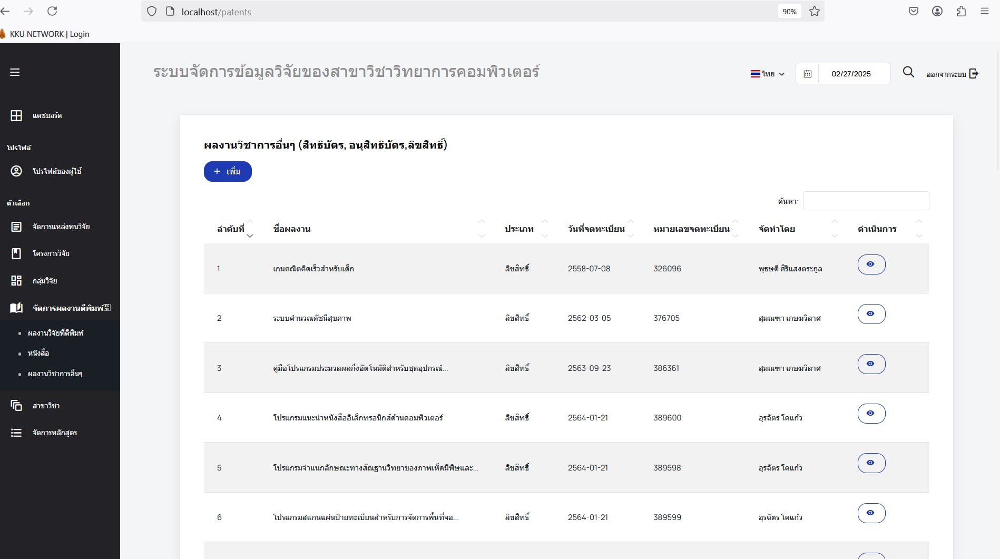 localhost/patents
90%
KKU NETWORK | Login
ระบบจัดการข้อมูลวิจัยของสาขาวิชาวิทยาการคอมพิวเตอร์
ไทย
02/27/2025
ออกจากระบบ
แดชบอร์ด
โปรไฟล์
โปรไฟล์ของผู้ใช้
ตัวเลือก
จัดการแหล่งทุนวิจัย
โครงการวิจัย
กลุ่มวิจัย
จัดการผลงานตีพิมพ์
ผลงานวิจัยที่ตีพิมพ์
หนังสือ
ผลงานวิชาการอื่นๆ
สาขาวิชา
จัดการหลักสูตร
ผลงานวิชาการอื่นๆ (สิทธิบัตร, อนุสิทธิบัตร,ลิขสิทธิ์)
+ เพิ่ม
ค้นหา:
ลำดับที่ ชื่อผลงาน ประเภท วันที่จดทะเบียน หมายเลขจดทะเบียน จัดทำโดย ดำเนินการ
1 เกมคณิตคิดเร็วสำหรับเด็ก ลิขสิทธิ์ 2558-07-08 326096 พุธษดี ศิริแสงตระกูล
2 ระบบคำนวณดัชนีสุขภาพ ลิขสิทธิ์ 2562-03-05 376705 สุมณฑา เกษมวิลาศ
3 คู่มือโปรแกรมประมวลผลกึ่งอัตโนมัติสำหรับชุดอุปกรณ์... ลิขสิทธิ์ 2563-09-23 386361 สุมณฑา เกษมวิลาศ
4 โปรแกรมแนะนำหนังสืออิเล็กทรอนิกส์ด้านคอมพิวเตอร์ ลิขสิทธิ์ 2564-01-21 389600 อุรฉัตร โคแก้ว
5 โปรแกรมจำแนกลักษณะทางสัณฐานวิทยาของภาพเห็ดมีพิษและ... ลิขสิทธิ์ 2564-01-21 389598 อุรฉัตร โคแก้ว
6 โปรแกรมสแกนแผ่นป้ายทะเบียนสำหรับการจัดการพื้นที่จอ... ลิขสิทธิ์ 2564-01-21 389599 อุรฉัตร โคแก้ว